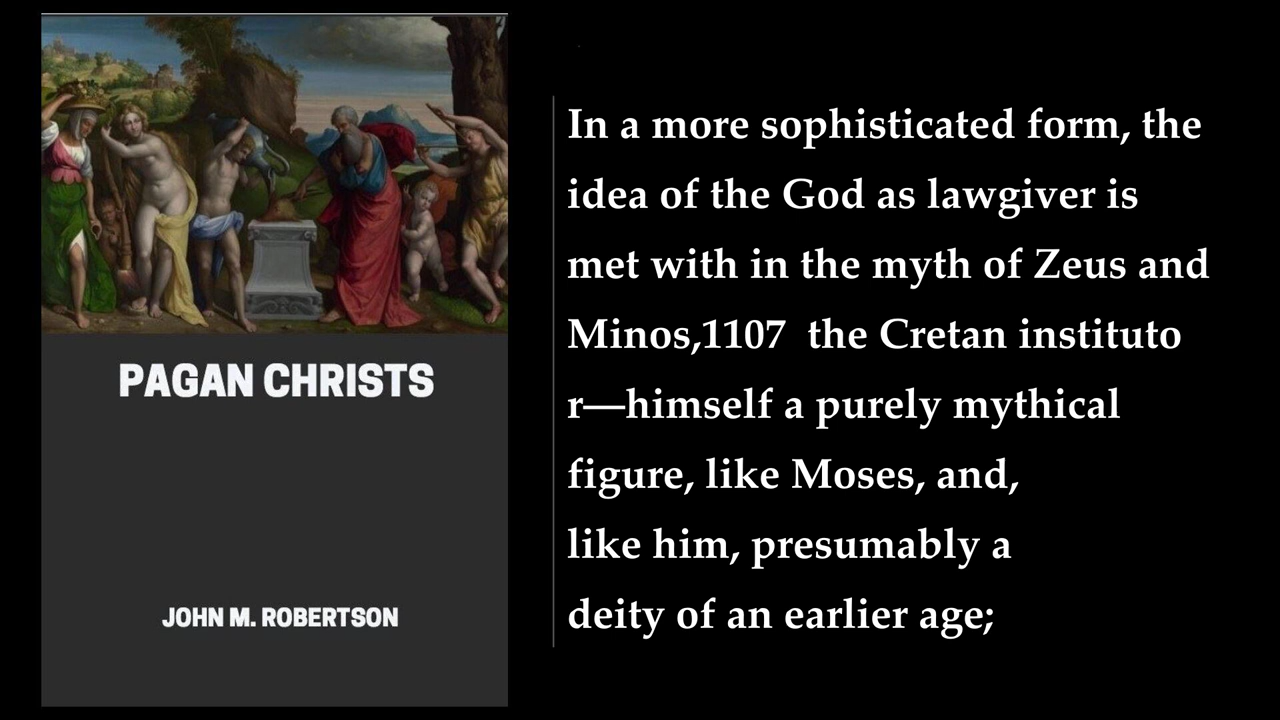 PAGAN CHRISTS
JOHN M. ROBERTSON
In a more sophisticated form, the
idea of the God as lawgiver is
met with in the myth of Zeus and
Minos,1107  the Cretan instituto
r—himself a purely mythical
figure, like Moses, and,
like him, presumably a
deity of an earlier age;